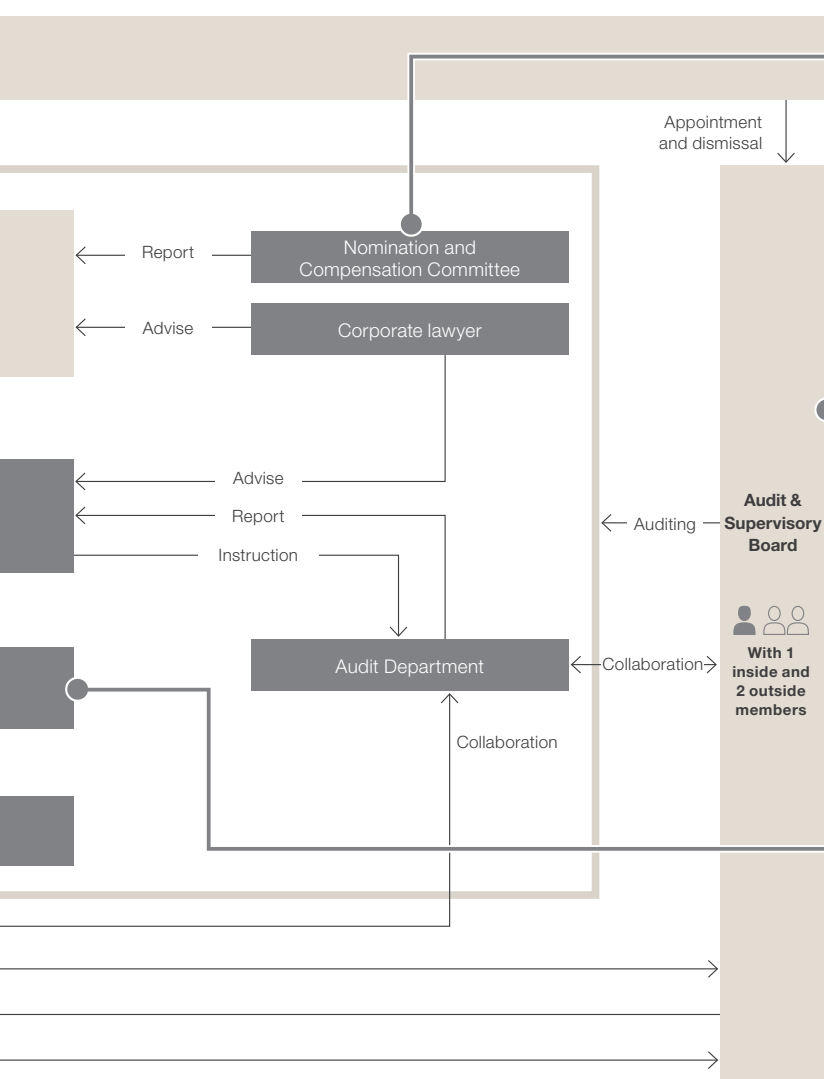 Appointment
and dismissal
Report
Nomination and
Compensation Committee
Advise
Corporate lawyer
Advise
Report
Instruction
Auditing
Audit &
Supervisory
Board
With 1
inside and
2 outside
members
Audit Department
Collaboration
Collaboration